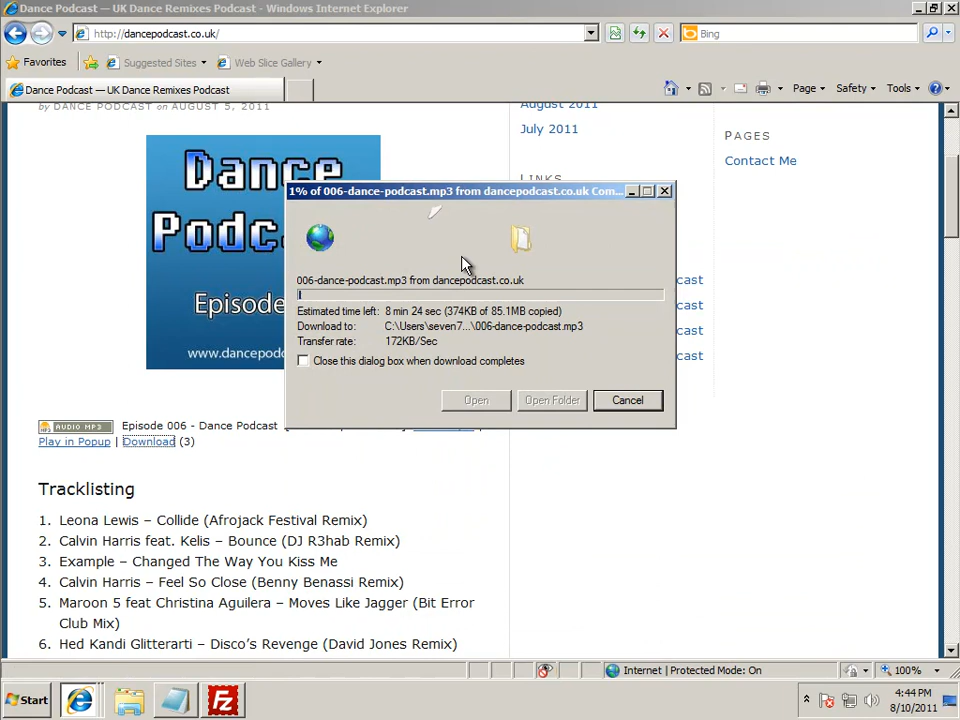 Dance Podcast — UK Dance Remixes Podcast - Windows Internet Explorer
http://dancepodcast.co.uk/
Bing
Favorites
Suggested Sites
Web Slice Gallery
Dance Podcast — UK Dance Remixes Podcast
Page
Safety
Tools
by DANCE PODCAST on AUGUST 5, 2011
August 2011
July 2011
PAGES
Contact Me
LINKS
Dance
Podc
Episode
www.dancepodc
cast
cast
cast
cast
1% of 006-dance-podcast.mp3 from dancepodcast.co.uk Com...
006-dance-podcast.mp3 from dancepodcast.co.uk
Estimated time left: 8 min 24 sec (374KB of 85.1MB copied)
Download to: C:\Users\seven7...\006-dance-podcast.mp3
Transfer rate: 172KB/Sec
Close this dialog box when download completes
Open
Open Folder
Cancel
AUDIO MP3 Episode 006 - Dance Podcast
Play in Popup | Download (3)
Tracklisting
1. Leona Lewis – Collide (Afrojack Festival Remix)
2. Calvin Harris feat. Kelis – Bounce (DJ R3hab Remix)
3. Example – Changed The Way You Kiss Me
4. Calvin Harris – Feel So Close (Benny Benassi Remix)
5. Maroon 5 feat Christina Aguilera – Moves Like Jagger (Bit Error
Club Mix)
6. Hed Kandi Glitterarti – Disco's Revenge (David Jones Remix)
Internet | Protected Mode: On
100%
Start
Fz
4:44 PM
8/10/2011